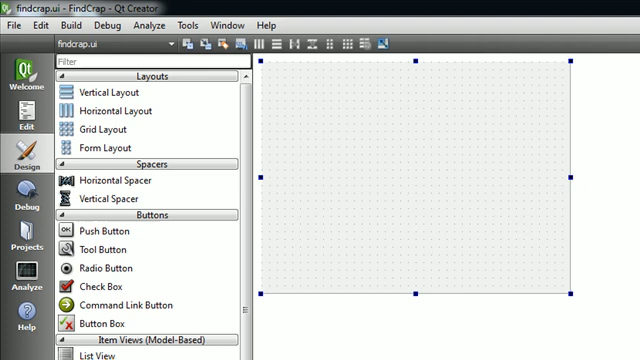 findcrap.ui - FindCrap - Qt Creator
File Edit Build Debug Analyze Tools Window Help
findcrap.ui
Qt
Welcome
Edit
Design
Debug
Projects
Analyze
Help
Filter
Layouts
Vertical Layout
Horizontal Layout
Grid Layout
Form Layout
Spacers
Horizontal Spacer
Vertical Spacer
Buttons
OK
Push Button
Tool Button
Radio Button
Check Box
Command Link Button
Button Box
Item Views (Model-Based)
List View